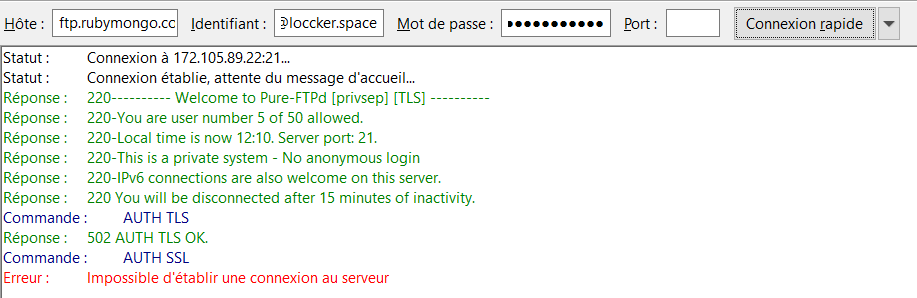 Hôte : ftp.rubymongo.cc Identifiant : @loccker.space Mot de passe : ●●●●●●●●●●● Port : Connexion rapide
Statut : Connexion à 172.105.89.22:21...
Statut : Connexion établie, attente du message d'accueil...
Réponse : 220---------- Welcome to Pure-FTPd [privsep] [TLS] ----------
Réponse : 220-You are user number 5 of 50 allowed.
Réponse : 220-Local time is now 12:10. Server port: 21.
Réponse : 220-This is a private system - No anonymous login
Réponse : 220-IPv6 connections are also welcome on this server.
Réponse : 220 You will be disconnected after 15 minutes of inactivity.
Commande : AUTH TLS
Réponse : 502 AUTH TLS OK.
Commande : AUTH SSL
Erreur : Impossible d'établir une connexion au serveur